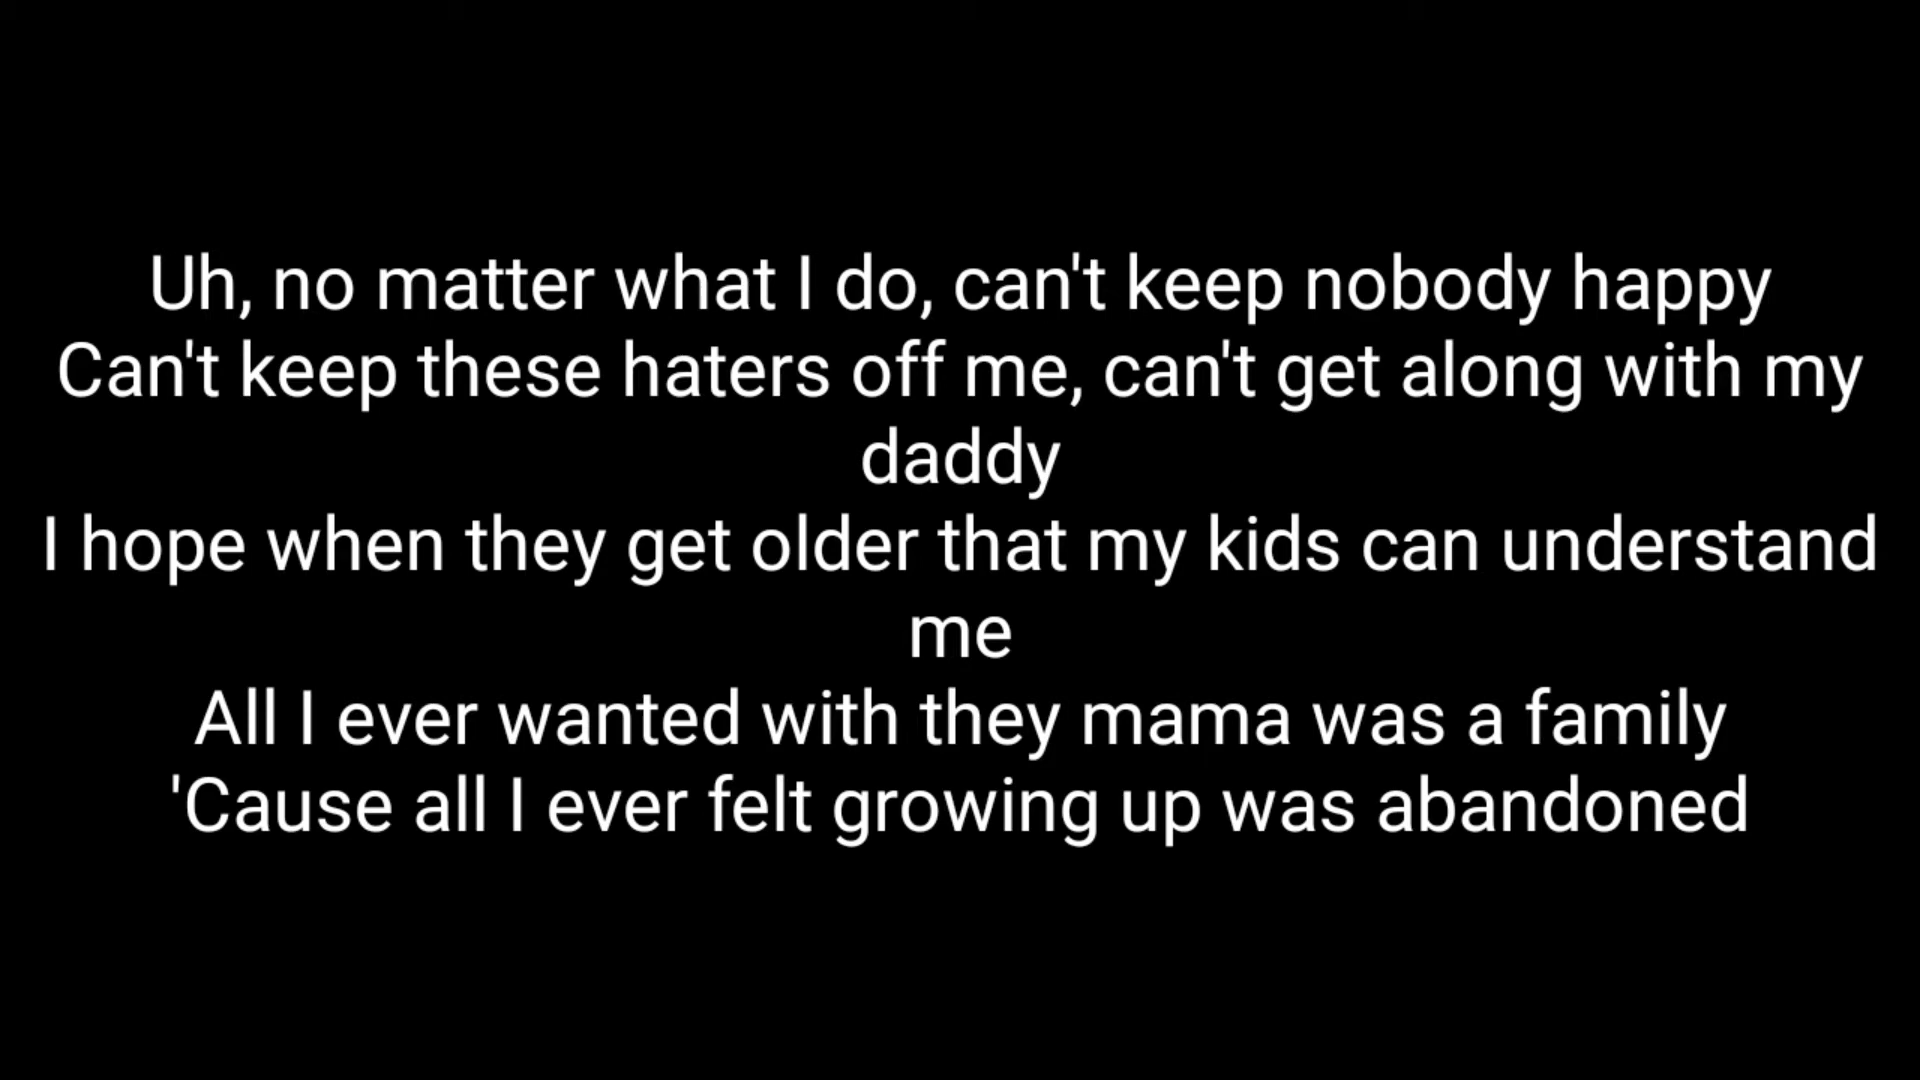 Uh, no matter what I do, can't keep nobody happy
Can't keep these haters off me, can't get along with my
daddy
I hope when they get older that my kids can understand
me
All I ever wanted with they mama was a family
'Cause all I ever felt growing up was abandoned